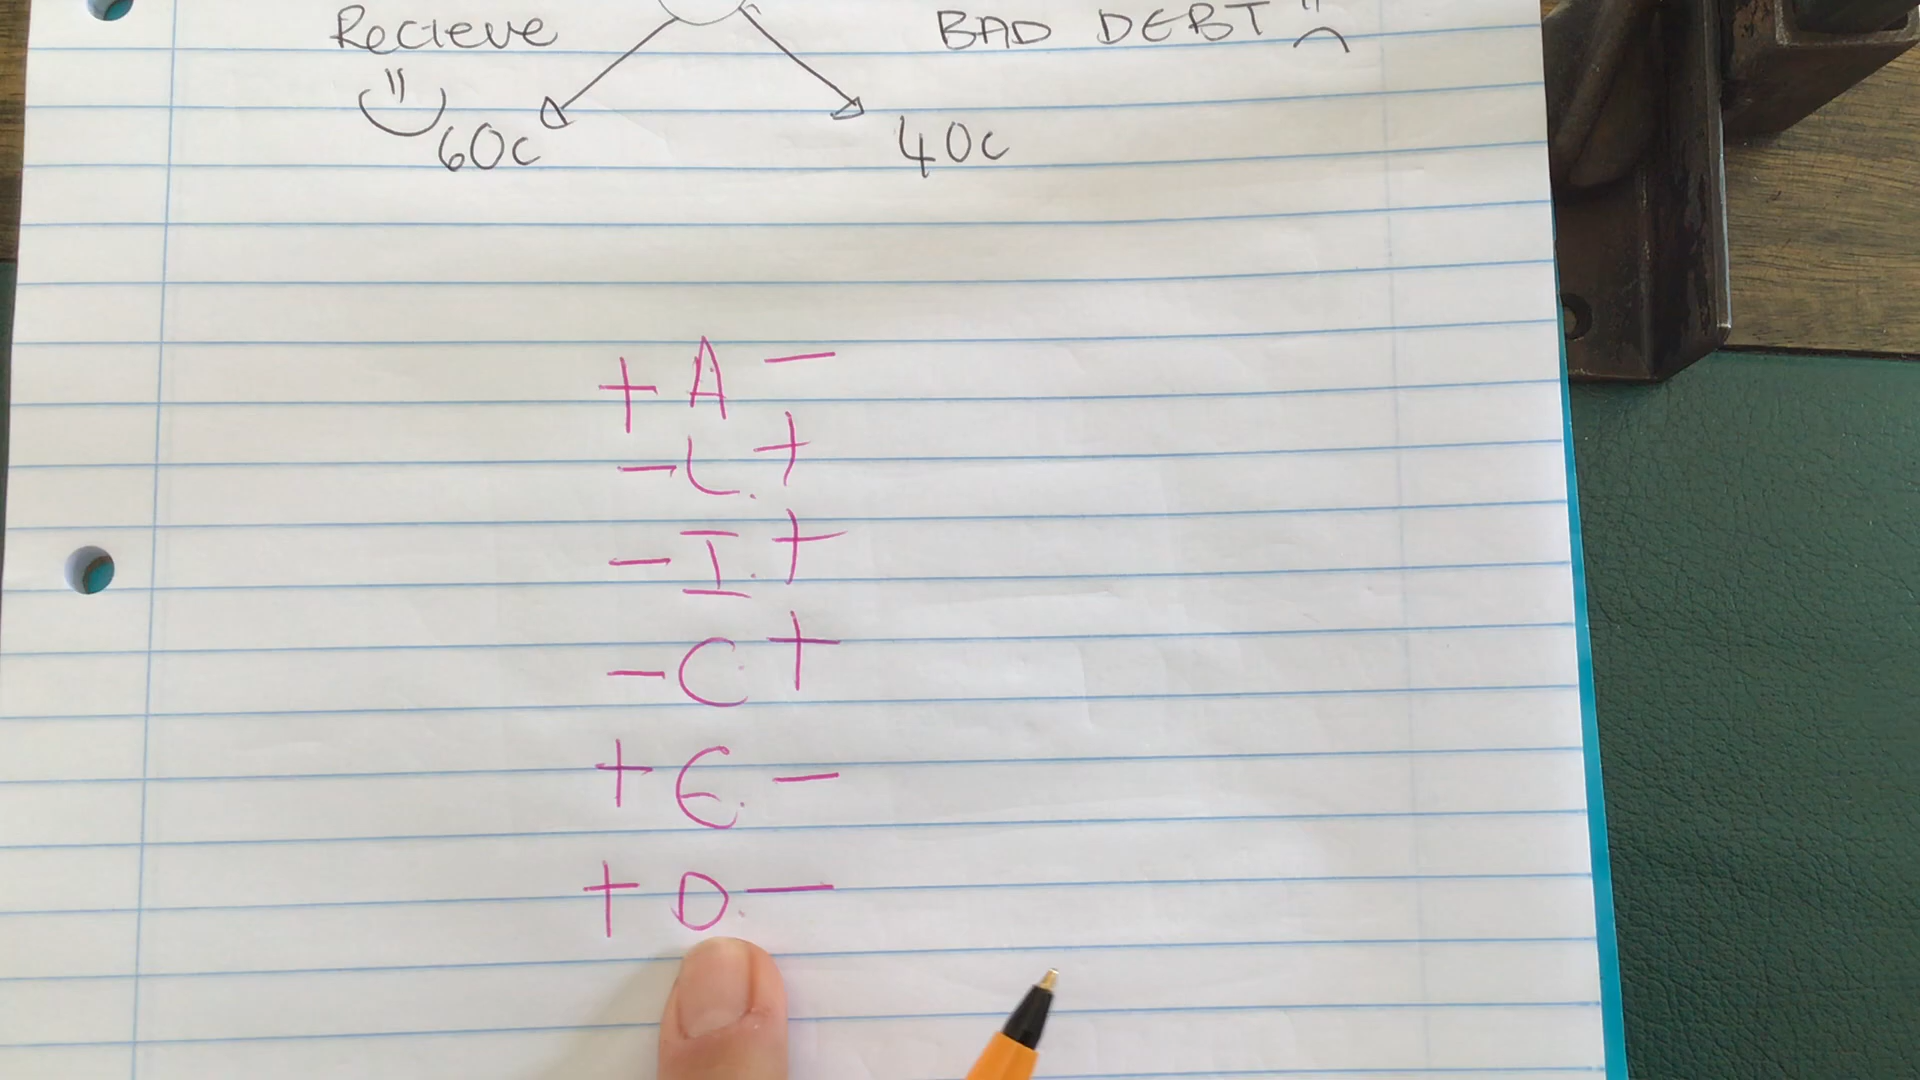 Recieve BAD DEBT
60c 40c
+ A -
- L. +
- I. +
- C. +
+ E. -
+ D. -